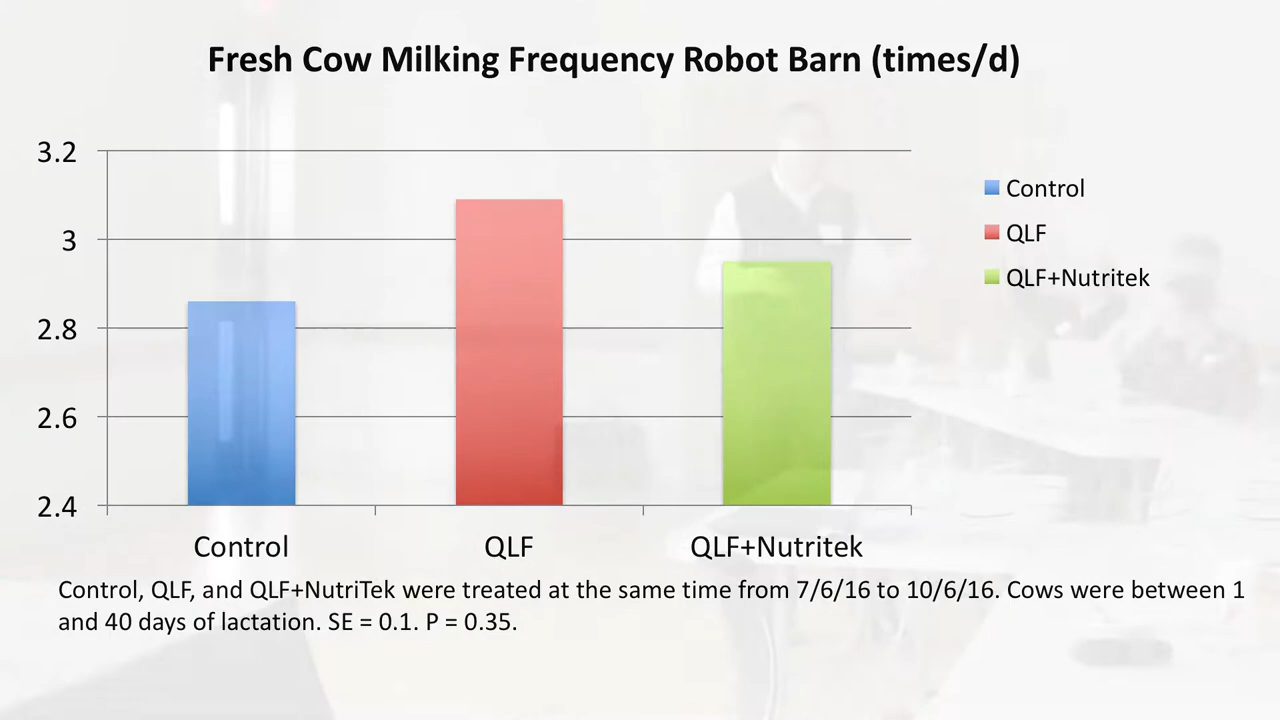 Fresh Cow Milking Frequency Robot Barn (times/d)
3.2
3
2.8
2.6
2.4
Control
QLF
QLF+Nutritek
Control
QLF
QLF+Nutritek
Control, QLF, and QLF+NutriTek were treated at the same time from 7/6/16 to 10/6/16. Cows were between 1
and 40 days of lactation. SE = 0.1. P = 0.35.